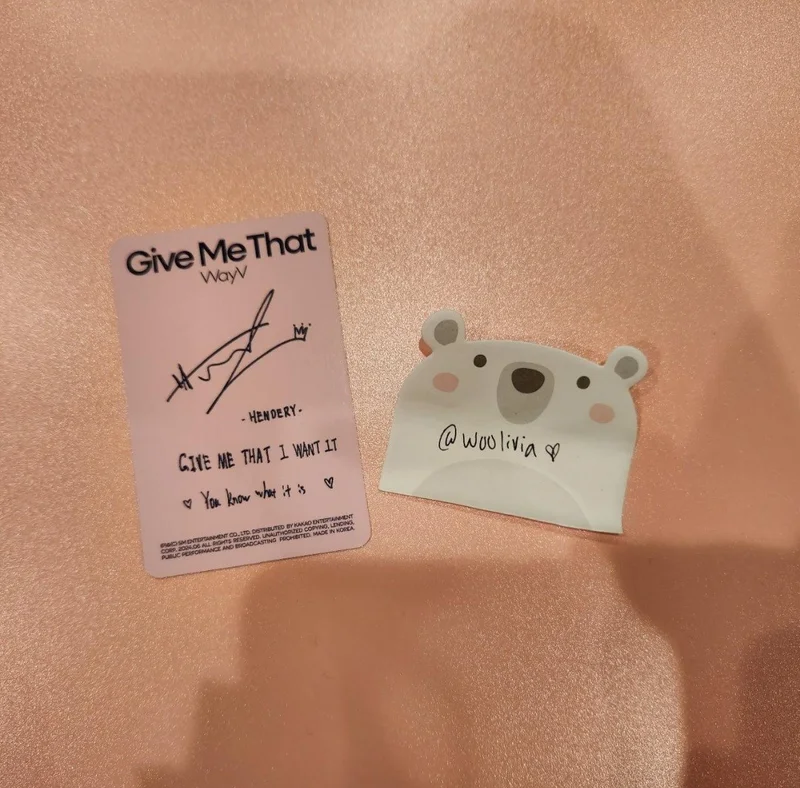 Give Me That
WayV
- HENDERY -
GIVE ME THAT I WANT IT
♡ You know what it is ♡
℗&© SM ENTERTAINMENT CO., LTD. DISTRIBUTED BY KAKAO ENTERTAINMENT
CORP. 2024.06 ALL RIGHTS RESERVED. UNAUTHORIZED COPYING, LENDING,
PUBLIC PERFORMANCE AND BROADCASTING PROHIBITED. MADE IN KOREA.
@woolivia ♡